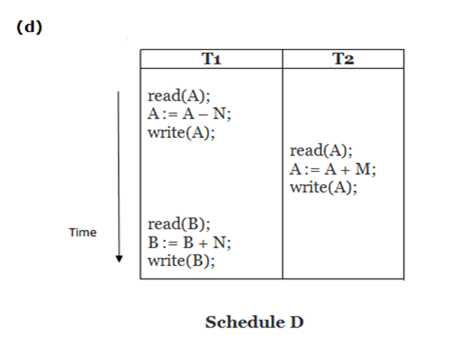 (d)
T1 T2
read(A);
A := A – N;
write(A);
read(A);
A := A + M;
write(A);
read(B);
Time
B := B + N;
write(B);
Schedule D